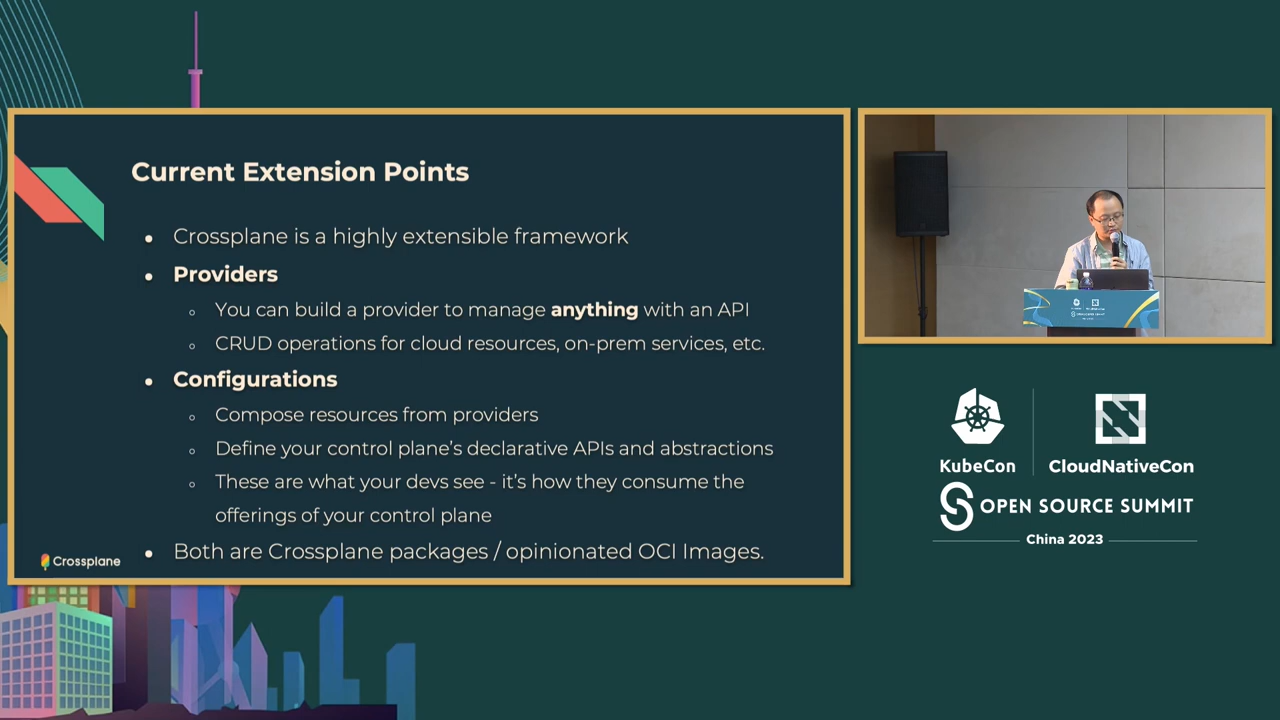 Current Extension Points
• Crossplane is a highly extensible framework
• Providers
○ You can build a provider to manage anything with an API
○ CRUD operations for cloud resources, on-prem services, etc.
• Configurations
○ Compose resources from providers
○ Define your control plane's declarative APIs and abstractions
○ These are what your devs see - it's how they consume the
offerings of your control plane
• Both are Crossplane packages / opinionated OCI Images.
Crossplane
KubeCon
CloudNativeCon
OPEN SOURCE SUMMIT
China 2023